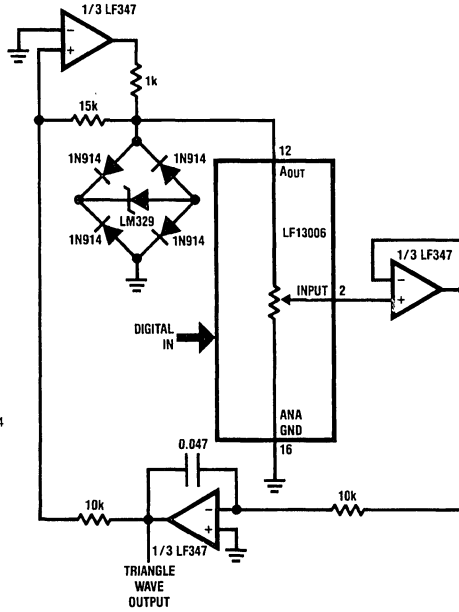 1/3 LF347
−
+
1k
15k
1N914
1N914
12
AOUT
LM329
LF13006
1N914
1N914
1/3 LF347
INPUT
2
−
+
DIGITAL
IN
4
ANA
GND
0.047
16
10k
−
+
10k
1/3 LF347
TRIANGLE
WAVE
OUTPUT